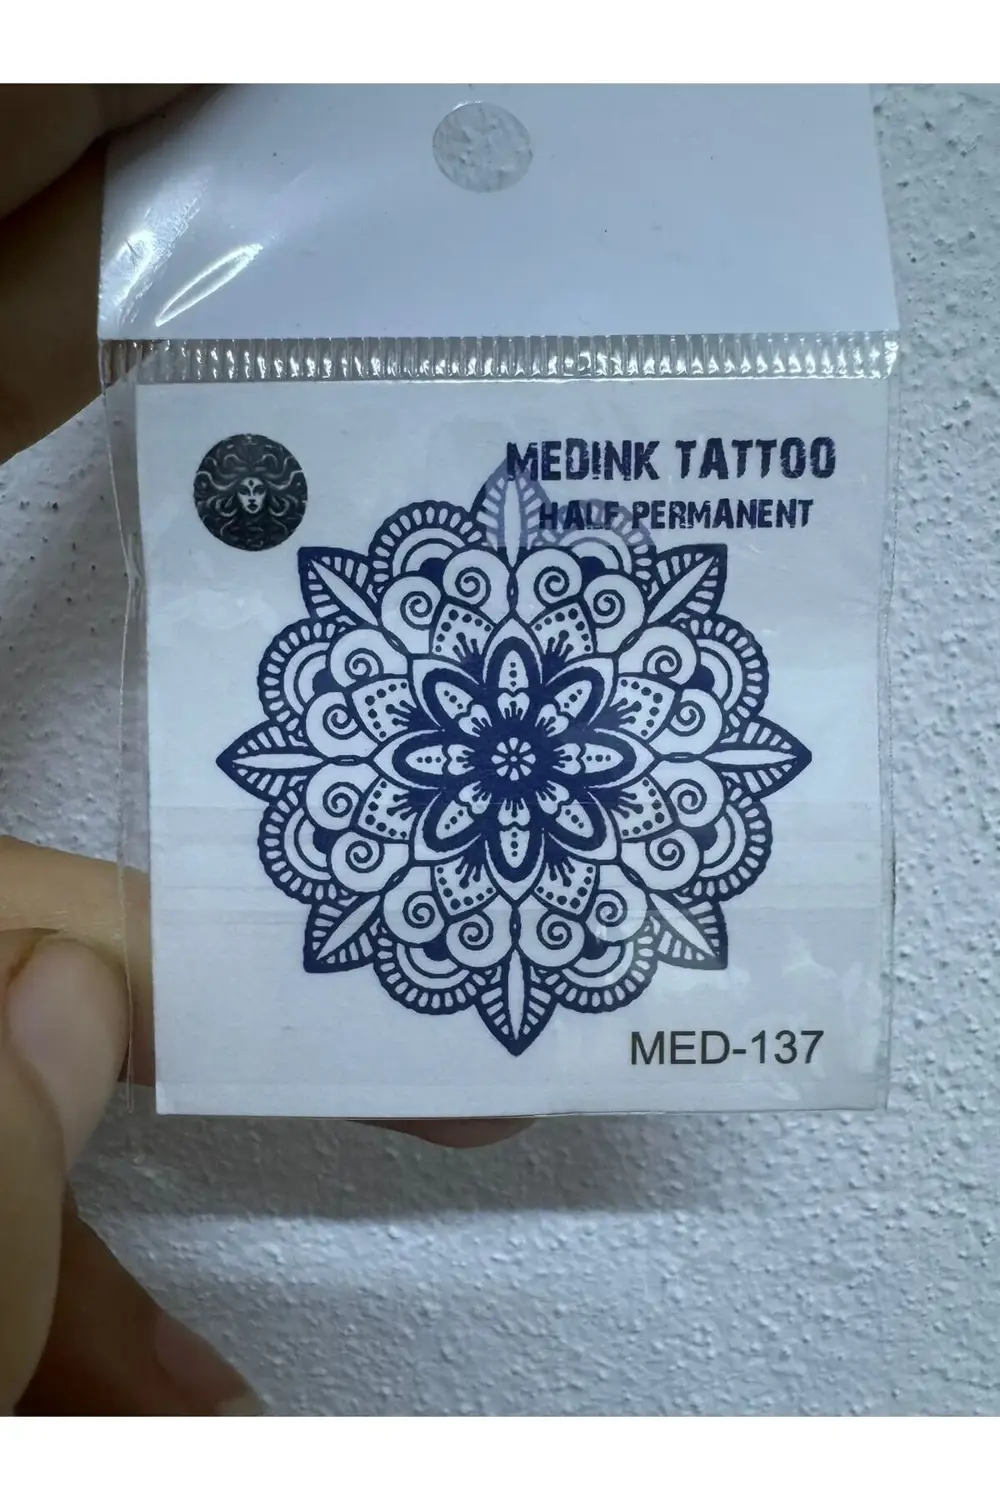 MEDINK TATTOO
HALF PERMANENT
MED-137